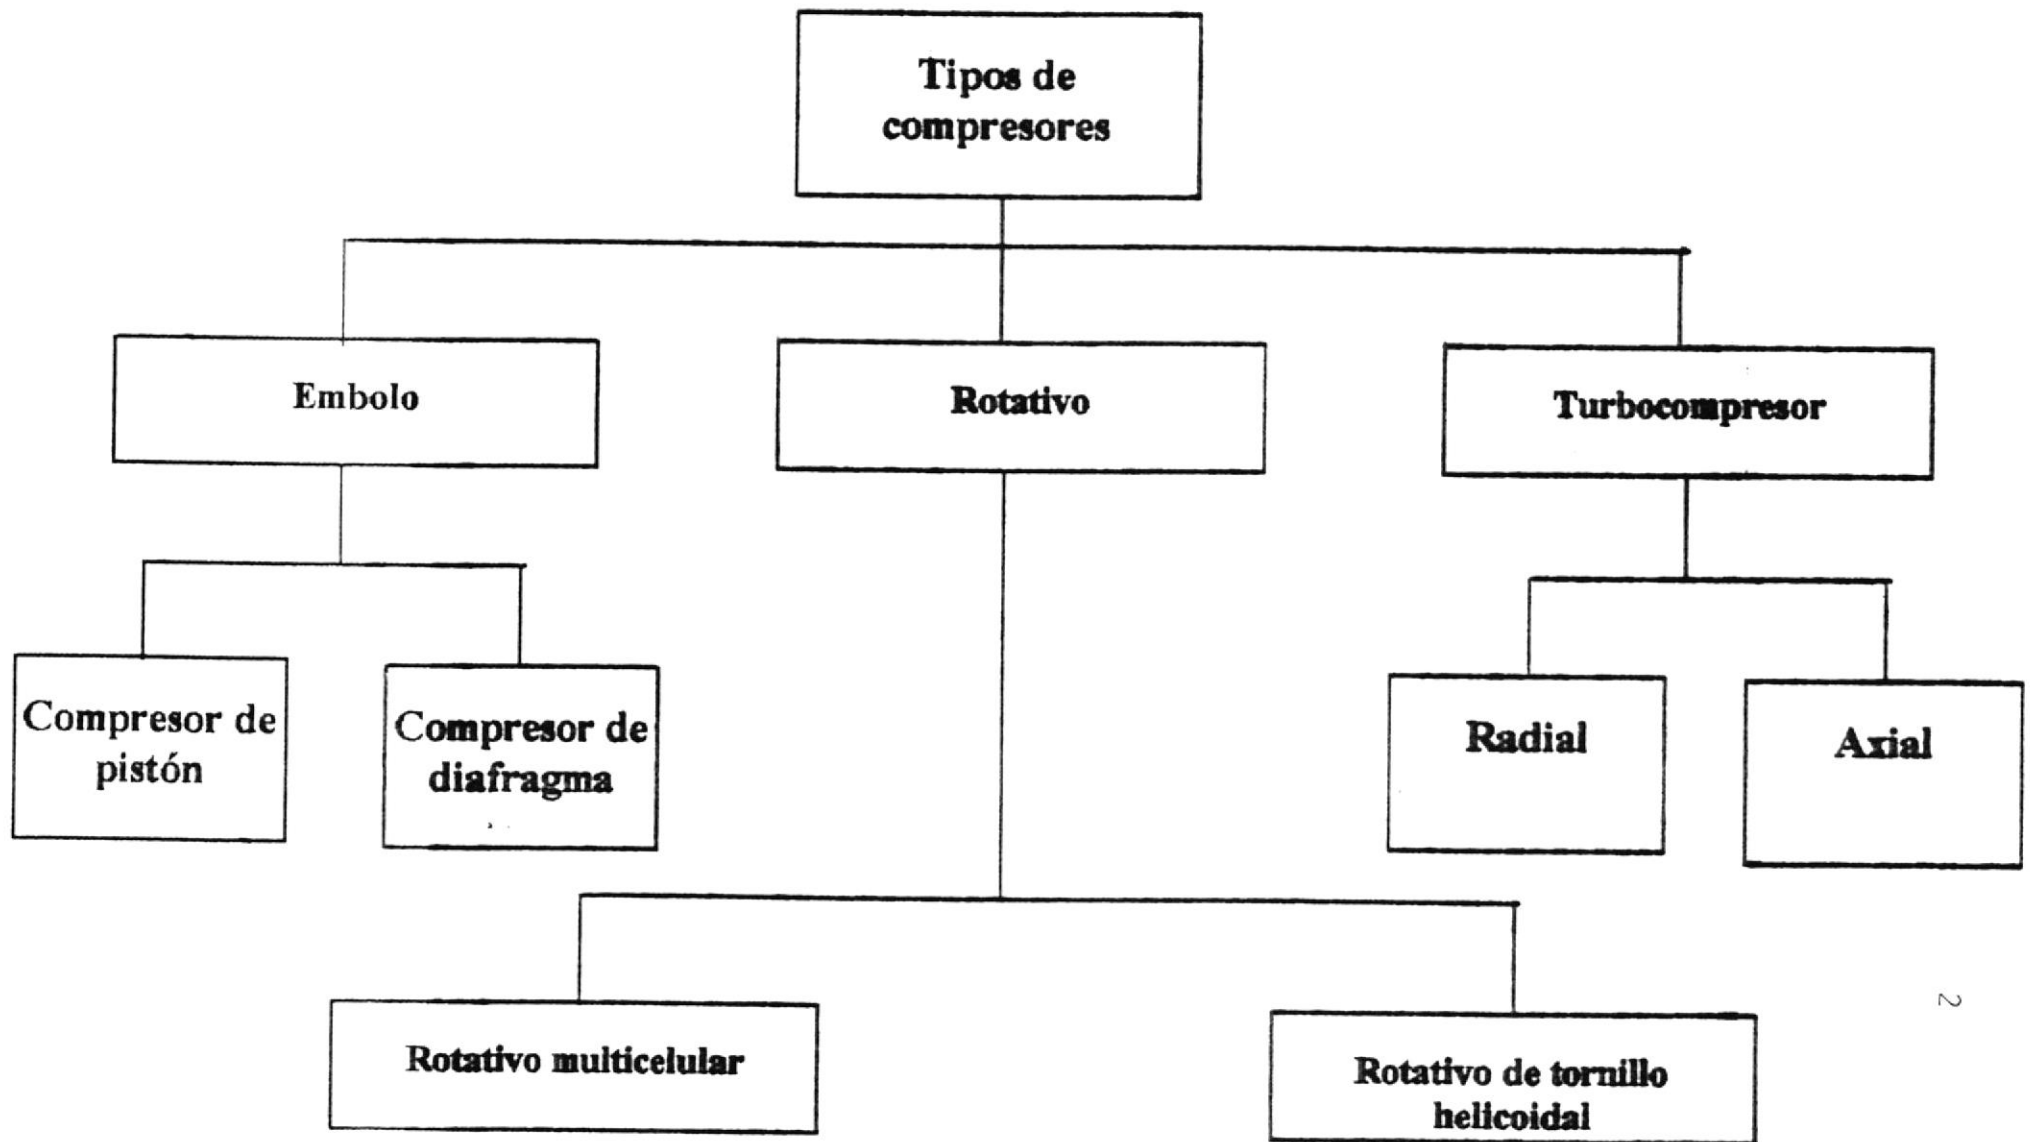 Tipos de
compresores
Embolo
Rotativo
Turbocompresor
Compresor de
pistón
Compresor de
diafragma
Radial
Axial
Rotativo multicelular
Rotativo de tornillo
helicoidal
2